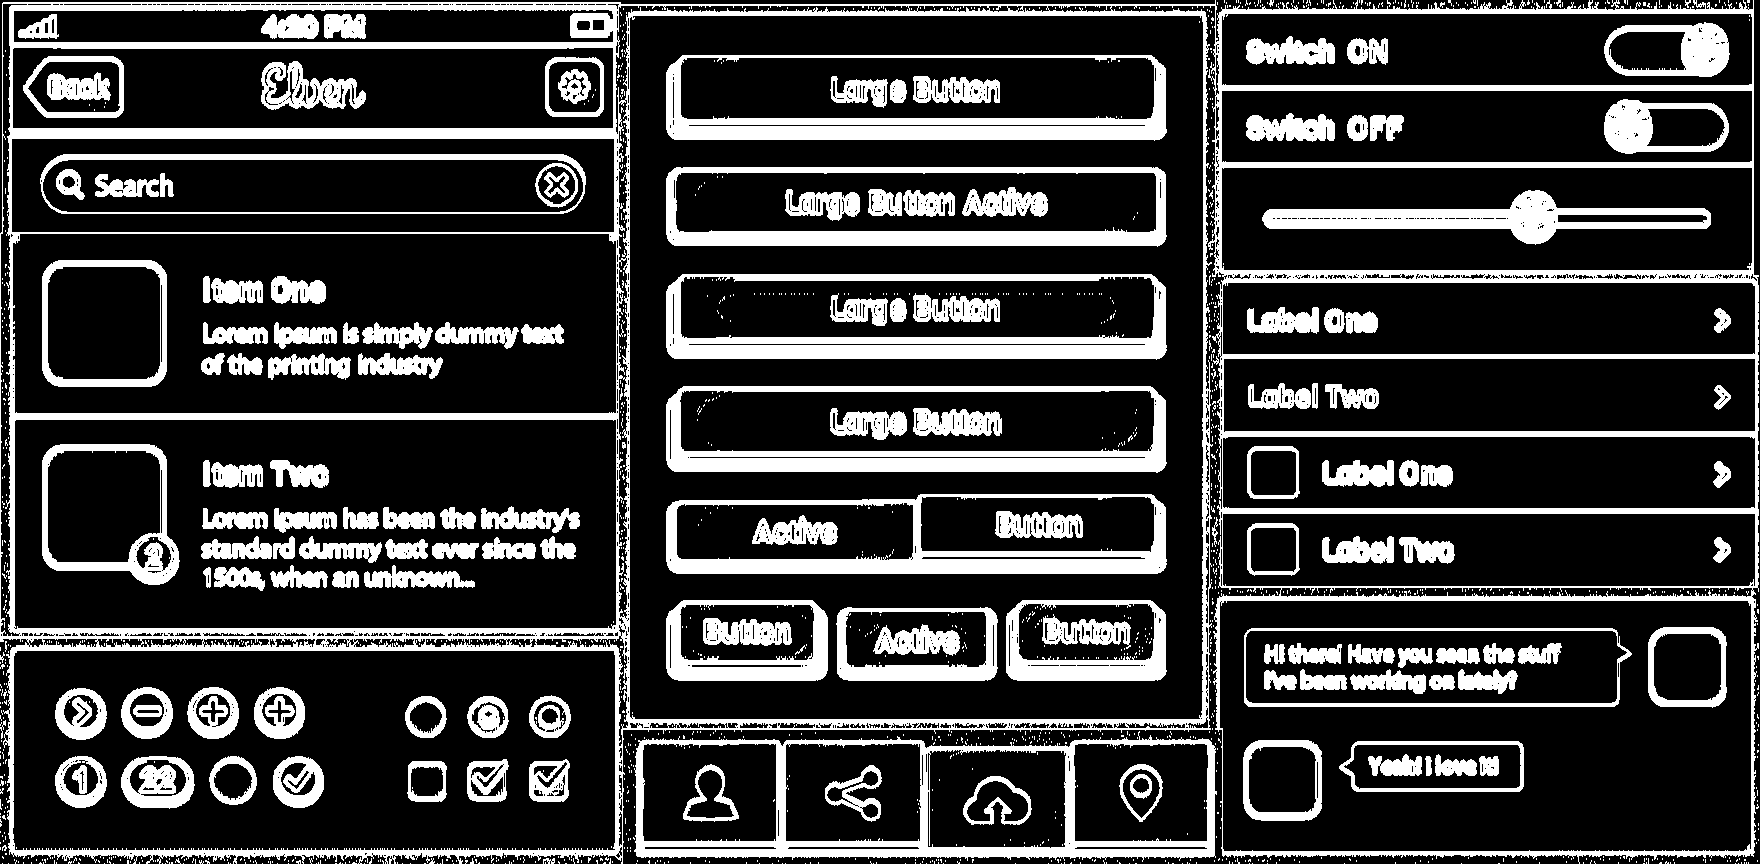 4:20 PM
Back
Elven
Search
Item One
Lorem Ipsum is simply dummy text
of the printing industry
Item Two
Lorem Ipsum has been the industry's
standard dummy text ever since the
1500s, when an unknown...
2
1
22
Large Button
Large Button Active
Large Button
Large Button
Active
Button
Button
Active
Button
Switch ON
Switch OFF
Label One
Label Two
Label One
Label Two
Hi there! Have you seen the stuff
I've been working on lately?
Yeah! I love it!